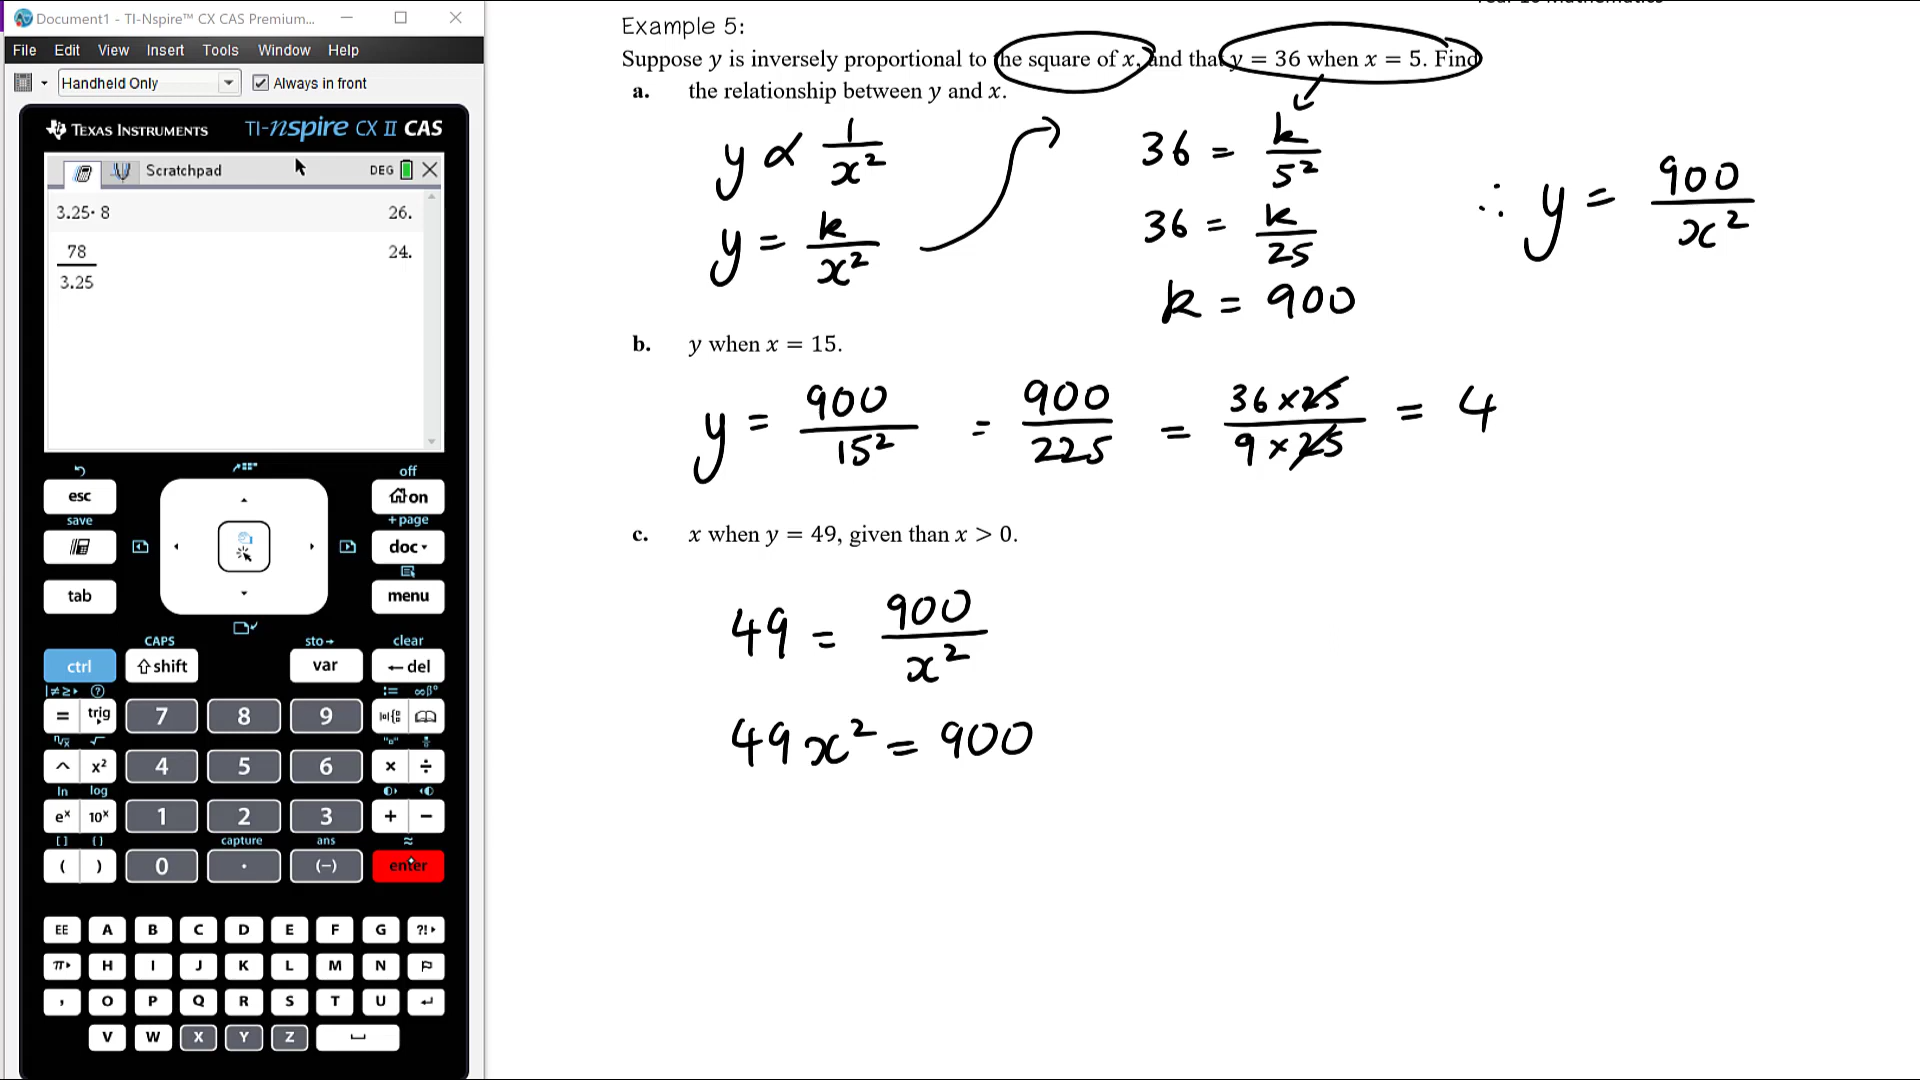 Document1 - TI-Nspire™ CX CAS Premium...
File Edit View Insert Tools Window Help
Handheld Only Always in front
TEXAS INSTRUMENTS TI-nspire CX II CAS
Scratchpad DEG
3.25·8 26.
78/3.25 24.
off
esc on
save +page
doc
tab menu
CAPS sto→ clear
ctrl ⇧shift var ←del
|≠≥▸ ? := ∞β°
= trig 7 8 9
ⁿ√x √
^ x² 4 5 6 × ÷
ln log
eˣ 10ˣ 1 2 3 + −
[] {} capture ans ≈
( ) 0 . (−) enter
EE A B C D E F G ?!▸
π▸ H I J K L M N
, O P Q R S T U ↵
V W X Y Z
Example 5:
Suppose y is inversely proportional to the square of x, and that y = 36 when x = 5. Find
a. the relationship between y and x.
y ∝ 1/x²
y = k/x²
36 = k/5²
36 = k/25
k = 900
∴ y = 900/x²
b. y when x = 15.
y = 900/15² = 900/225 = 36×25/9×25 = 4
c. x when y = 49, given than x > 0.
49 = 900/x²
49x² = 900